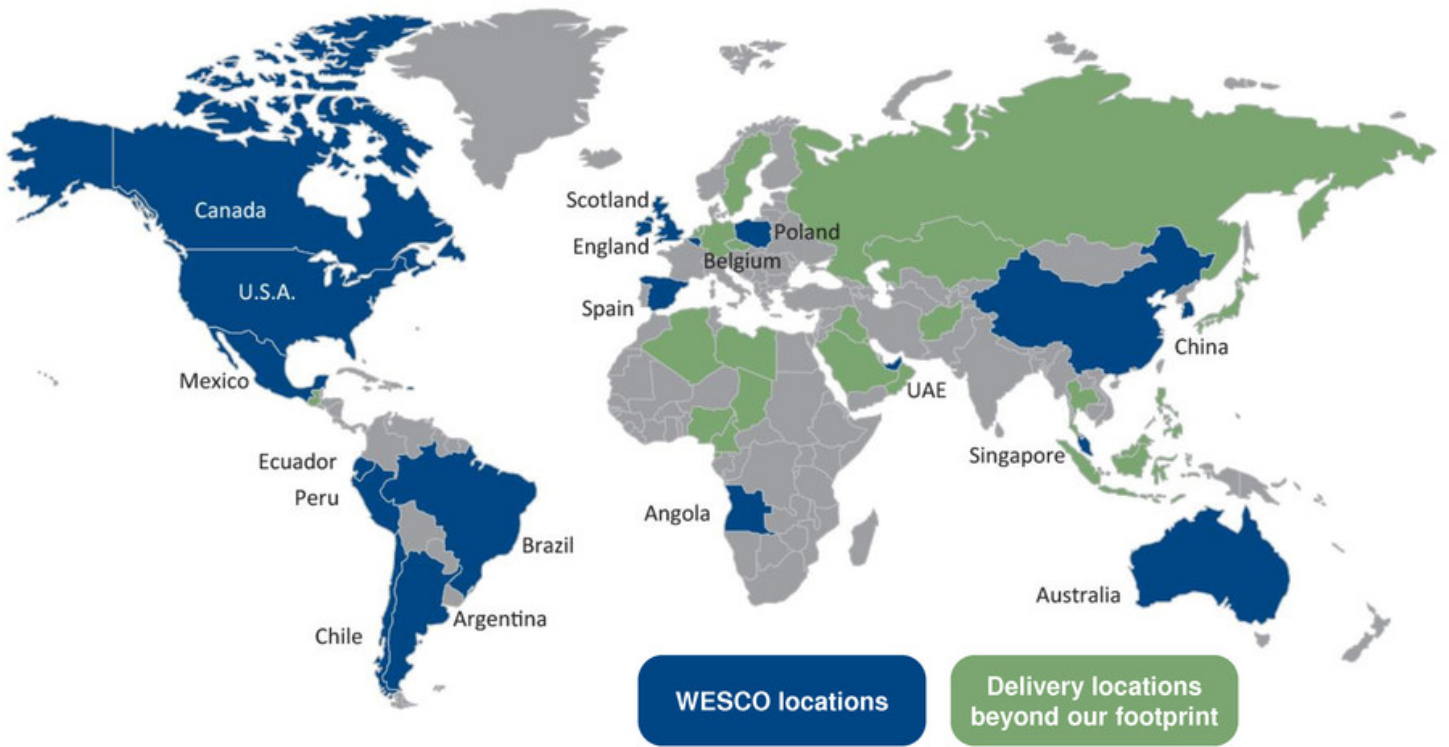 Canada
U.S.A.
Mexico
Ecuador
Peru
Brazil
Argentina
Chile
Scotland
England
Poland
Belgium
Spain
UAE
China
Singapore
Angola
Australia
WESCO locations
Delivery locations
beyond our footprint